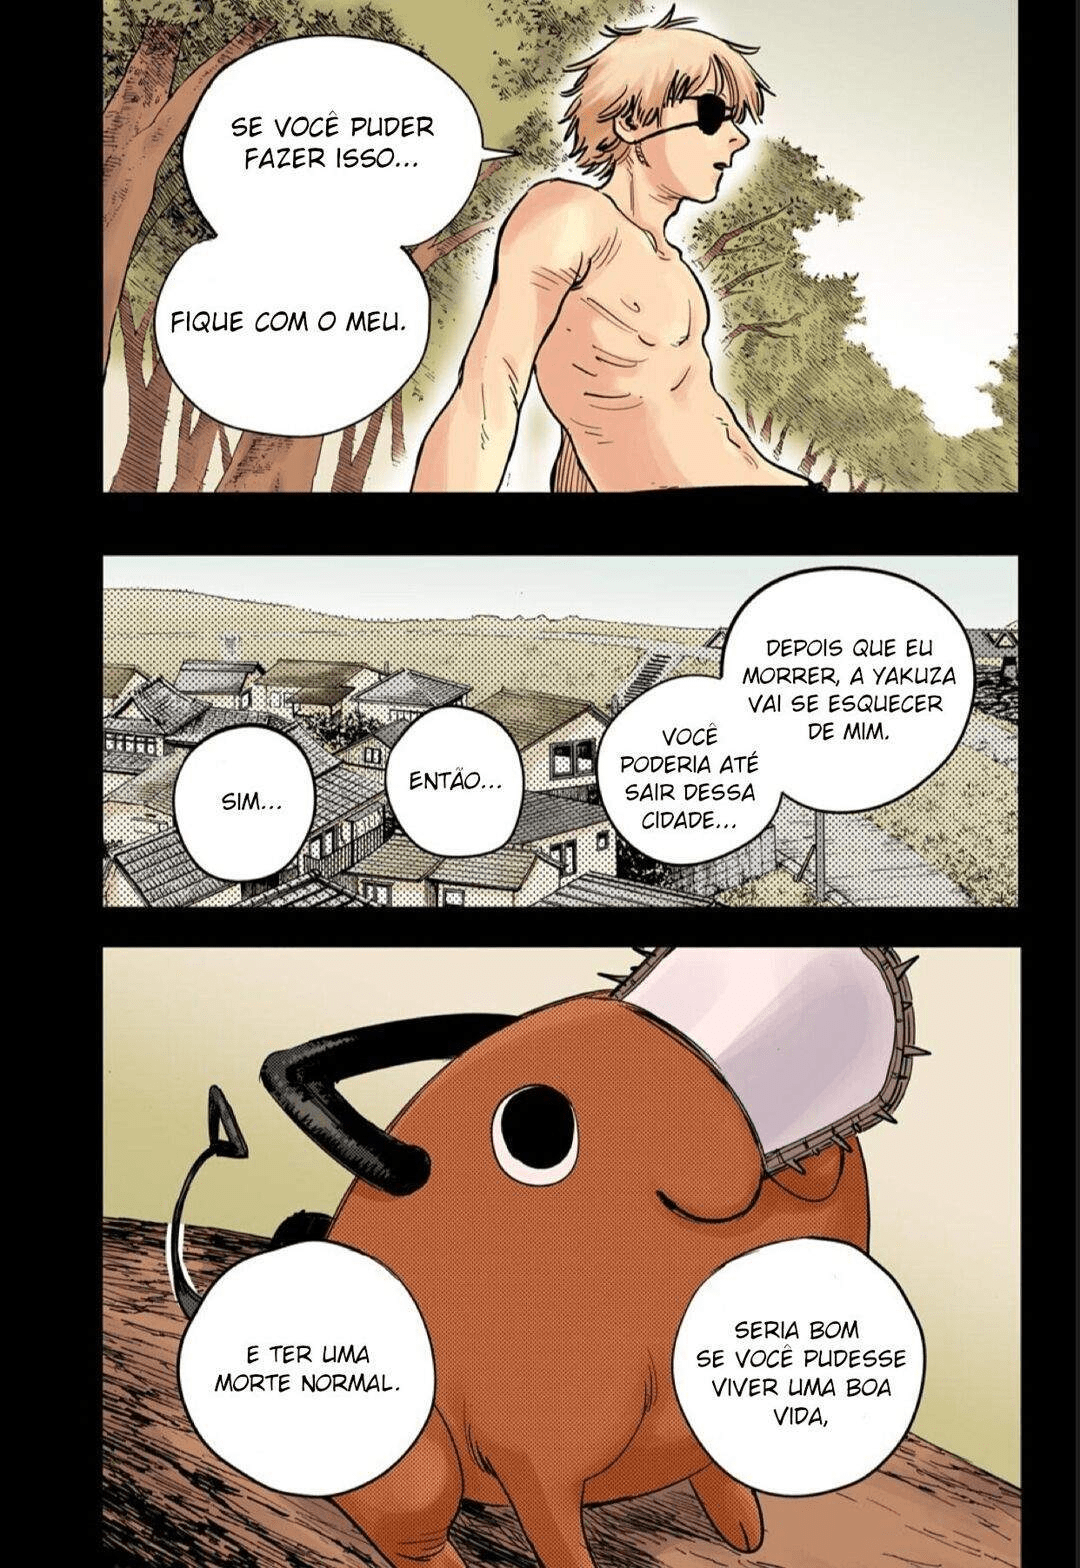 SE VOCÊ PUDER
FAZER ISSO...
FIQUE COM O MEU.
DEPOIS QUE EU
MORRER, A YAKUZA
VAI SE ESQUECER
DE MIM.
VOCÊ
PODERIA ATÉ
SAIR DESSA
CIDADE...
ENTÃO...
SIM...
SERIA BOM
SE VOCÊ PUDESSE
VIVER UMA BOA
VIDA,
E TER UMA
MORTE NORMAL.